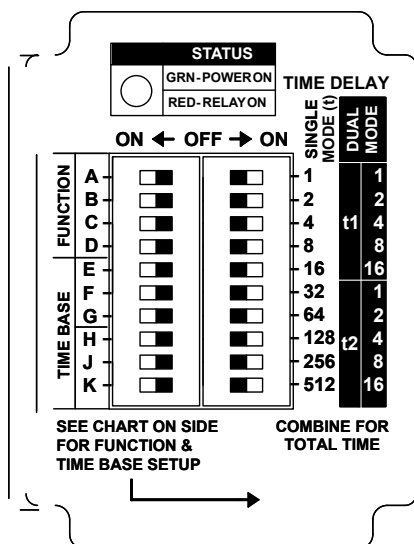 STATUS
GRN-POWER ON
RED-RELAY ON
TIME DELAY
SINGLE
MODE (t)
DUAL
MODE
ON ← OFF → ON
FUNCTION
TIME BASE
A 1 1
B 2 2
C 4 t1 4
D 8 8
E 16 16
F 32 1
G 64 2
H 128 t2 4
J 256 8
K 512 16
SEE CHART ON SIDE
FOR FUNCTION &
TIME BASE SETUP
COMBINE FOR
TOTAL TIME